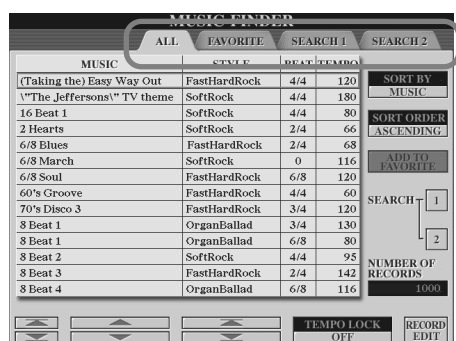 MUSIC FINDER
ALL FAVORITE SEARCH 1 SEARCH 2
MUSIC STYLE BEAT TEMPO
(Taking the) Easy Way Out FastHardRock 4/4 120
\"The Jeffersons\" TV theme SoftRock 4/4 180
16 Beat 1 SoftRock 4/4 80
2 Hearts SoftRock 2/4 66
6/8 Blues FastHardRock 2/4 68
6/8 March SoftRock 0 116
6/8 Soul FastHardRock 6/8 120
60's Groove FastHardRock 4/4 60
70's Disco 3 FastHardRock 3/4 120
8 Beat 1 OrganBallad 3/4 130
8 Beat 1 OrganBallad 6/8 80
8 Beat 2 SoftRock 4/4 95
8 Beat 3 FastHardRock 2/4 142
8 Beat 4 OrganBallad 6/8 116
SORT BY
MUSIC
SORT ORDER
ASCENDING
ADD TO
FAVORITE
SEARCH 1
2
NUMBER OF
RECORDS
1000
TEMPO LOCK
OFF
RECORD
EDIT